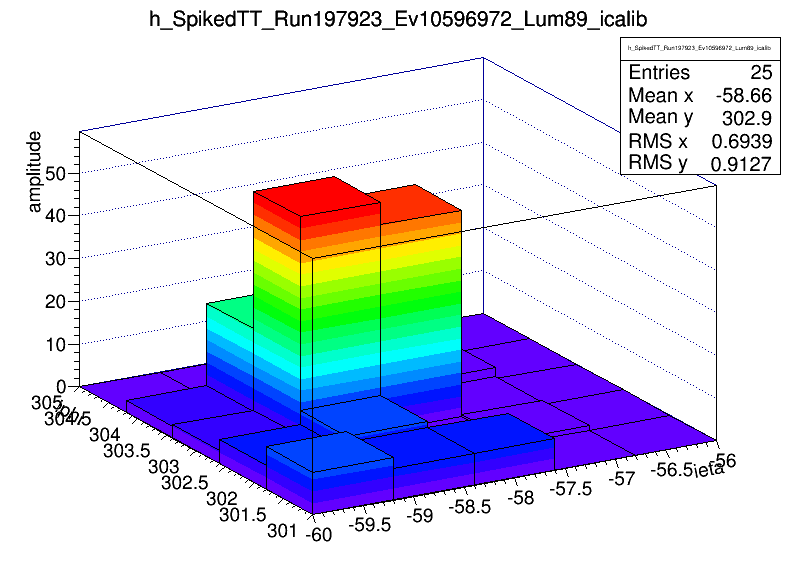 h_SpikedTT_Run197923_Ev10596972_Lum89_icalib
h_SpikedTT_Run197923_Ev10596972_Lum89_icalib
Entries 25
Mean x -58.66
Mean y 302.9
RMS x 0.6939
RMS y 0.9127
amplitude
50
40
30
20
10
0
305
304.5
304
303.5
303
302.5
302
301.5
301
-60
-59.5
-59
-58.5
-58
-57.5
-57
-56.5
-56
ieta